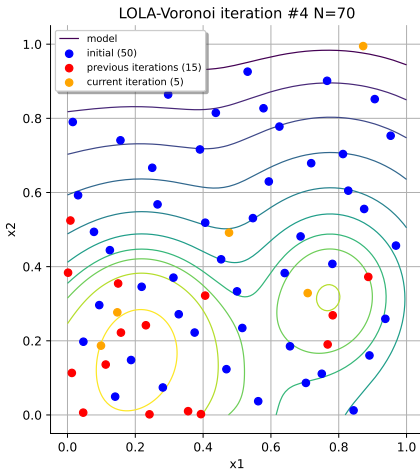 LOLA-Voronoi iteration #4 N=70
model
initial (50)
previous iterations (15)
current iteration (5)
1.0
0.8
0.6
0.4
0.2
0.0
x2
0.0 0.2 0.4 0.6 0.8 1.0
x1